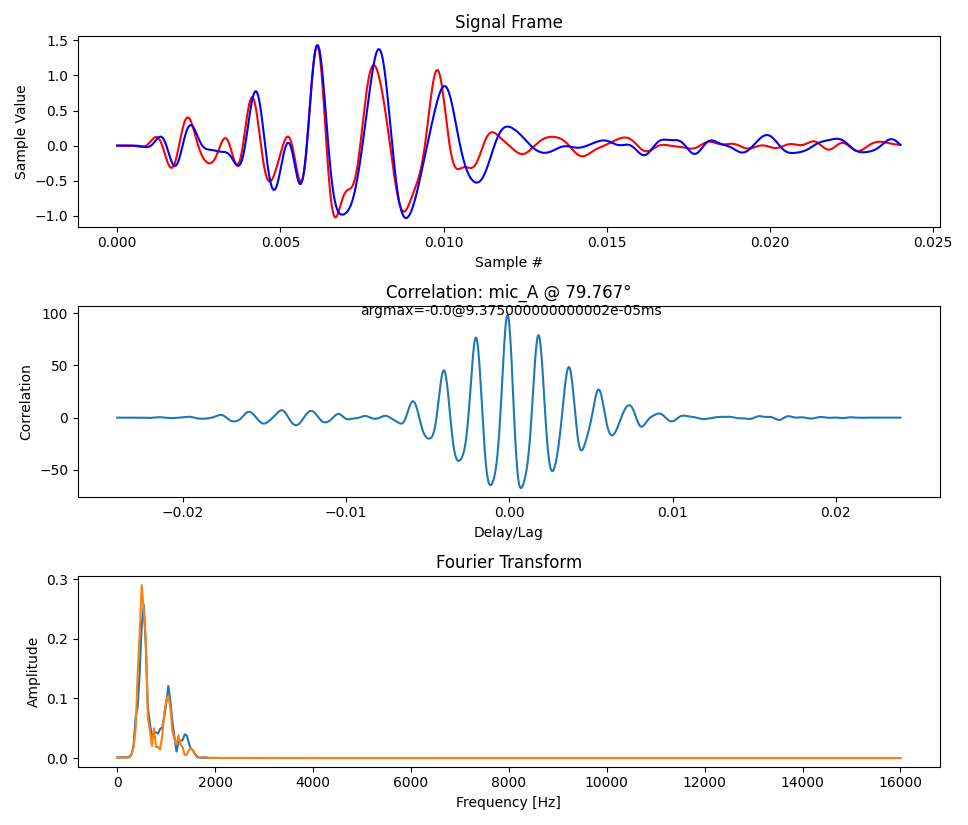 Signal Frame
1.5
1.0
0.5
0.0
−0.5
−1.0
Sample Value
0.000 0.005 0.010 0.015 0.020 0.025
Sample #
Correlation: mic_A @ 79.767°
argmax=-0.0@9.375000000000002e-05ms
100
50
0
−50
Correlation
−0.02 −0.01 0.00 0.01 0.02
Delay/Lag
Fourier Transform
0.3
0.2
0.1
0.0
Amplitude
0 2000 4000 6000 8000 10000 12000 14000 16000
Frequency [Hz]